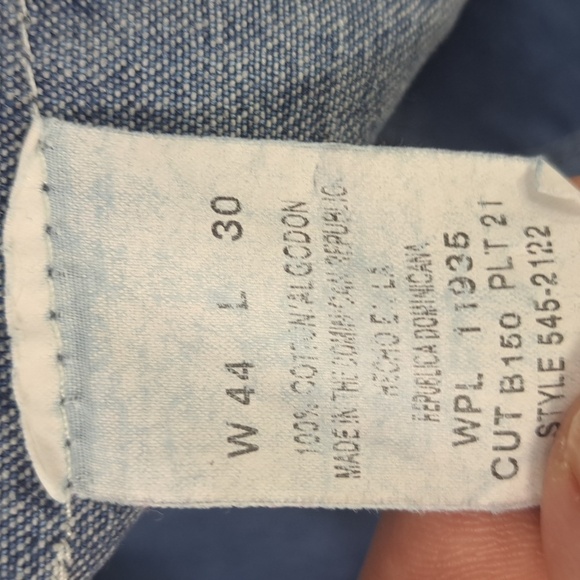 W 44 L 30
100% COTTON/ALGODON
MADE IN THE DOMINICAN REPUBLIC
HECHO EN LA
REPUBLICA DOMINICANA
WPL 11935
CUT B150 PLT 21
STYLE 545-2122